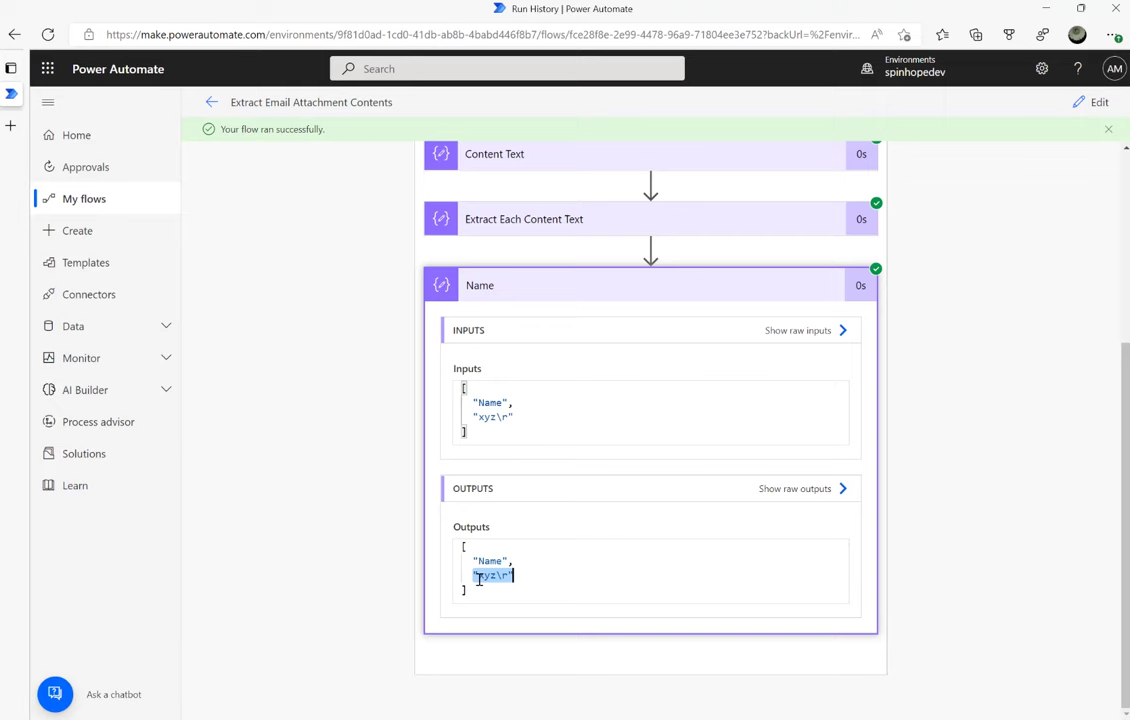 Run History | Power Automate
https://make.powerautomate.com/environments/9f81d0ad-1cd0-41db-ab8b-4babd446f8b7/flows/fce28f8e-2e99-4478-96a9-71804ee3e752?backUrl=%2Fenvir...
Power Automate
Search
Environments
spinhopedev
?
AM
Extract Email Attachment Contents
Edit
Your flow ran successfully.
Home
Approvals
My flows
Create
Templates
Connectors
Data
Monitor
AI Builder
Process advisor
Solutions
Learn
Content Text
0s
Extract Each Content Text
0s
Name
0s
INPUTS
Show raw inputs
Inputs
[
"Name",
"xyz\r"
]
OUTPUTS
Show raw outputs
Outputs
[
"Name",
"xyz\r"
]
Ask a chatbot